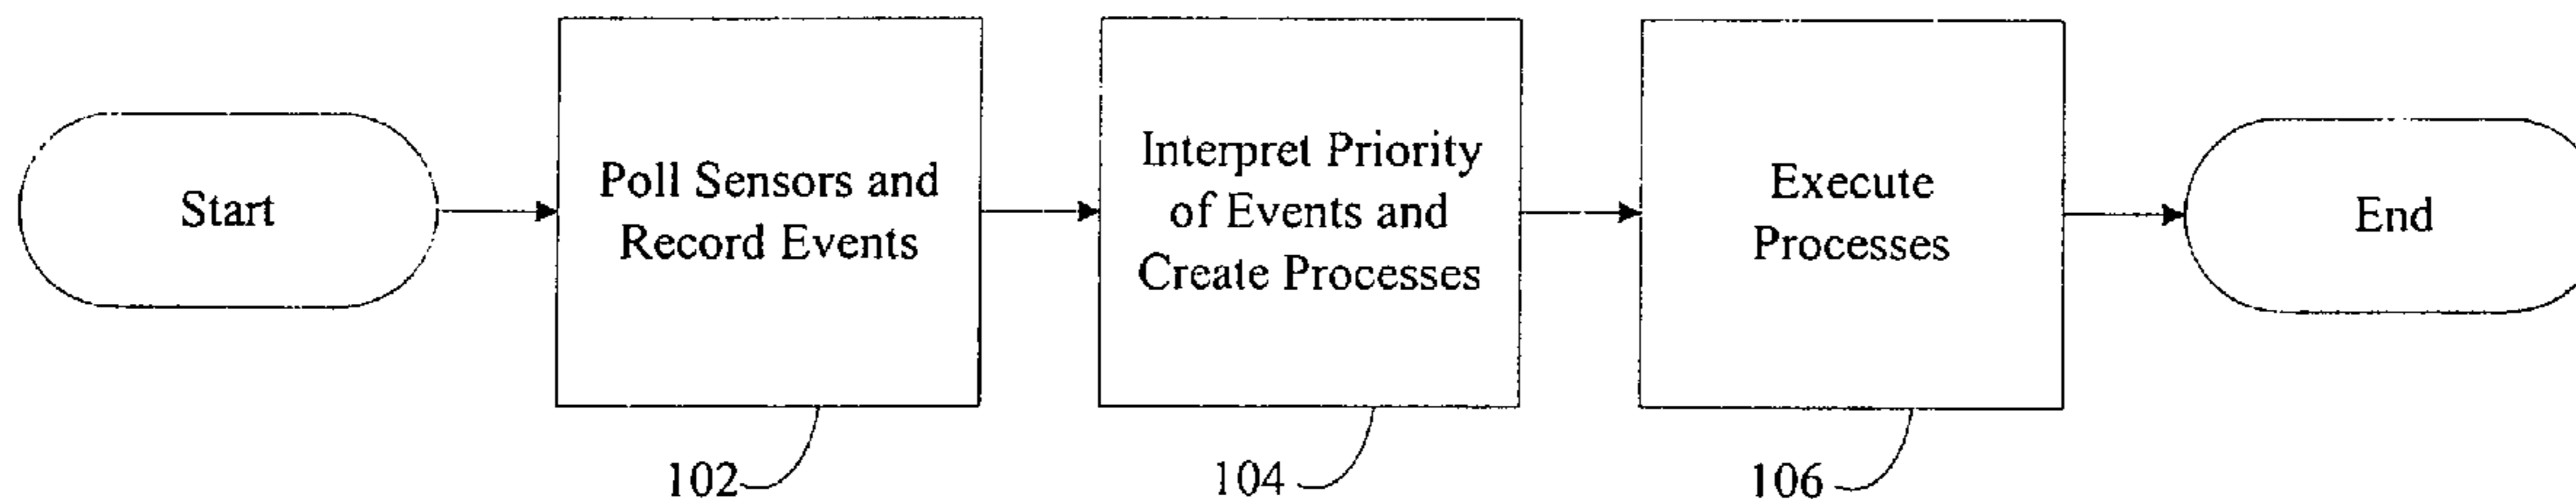 Start
Poll Sensors and
Record Events
Interpret Priority
of Events and
Create Processes
Execute
Processes
End
102
104
106